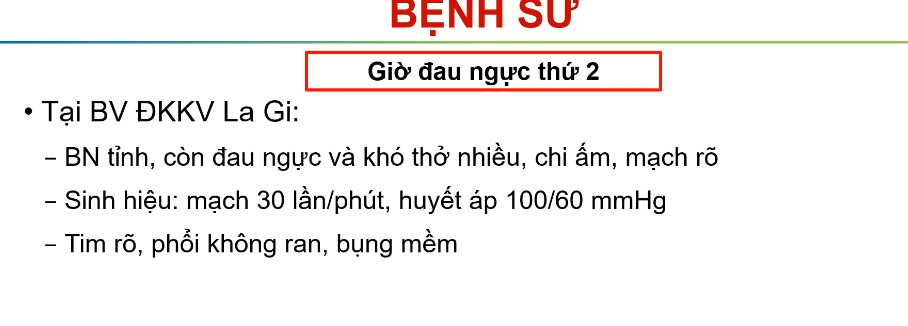 BỆNH SỬ
Giờ đau ngực thứ 2
• Tại BV ĐKKV La Gi:
– BN tỉnh, còn đau ngực và khó thở nhiều, chi ấm, mạch rõ
– Sinh hiệu: mạch 30 lần/phút, huyết áp 100/60 mmHg
– Tim rõ, phổi không ran, bụng mềm